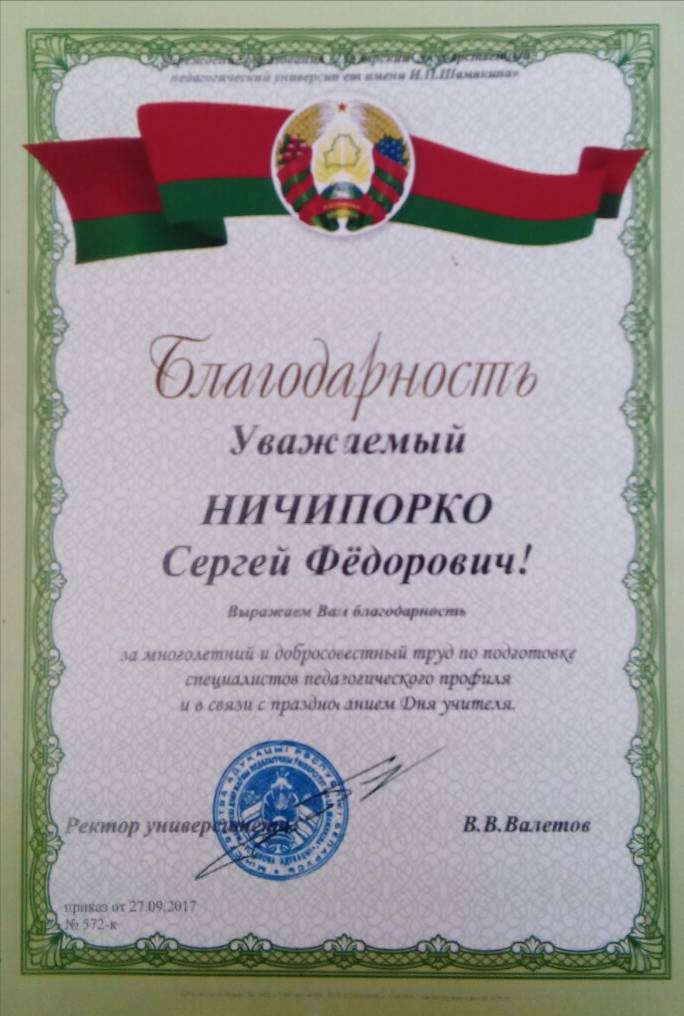 педагогический университет имени И.П.Шамякина»
Благодарность
Уважаемый
НИЧИПОРКО
Сергей Фёдорович!
Выражаем Вам благодарность
за многолетний и добросовестный труд по подготовке
специалистов педагогического профиля
и в связи с празднованием Дня учителя.
Ректор университета
В.В.Валетов
приказ от 27.09.2017
№ 572-к